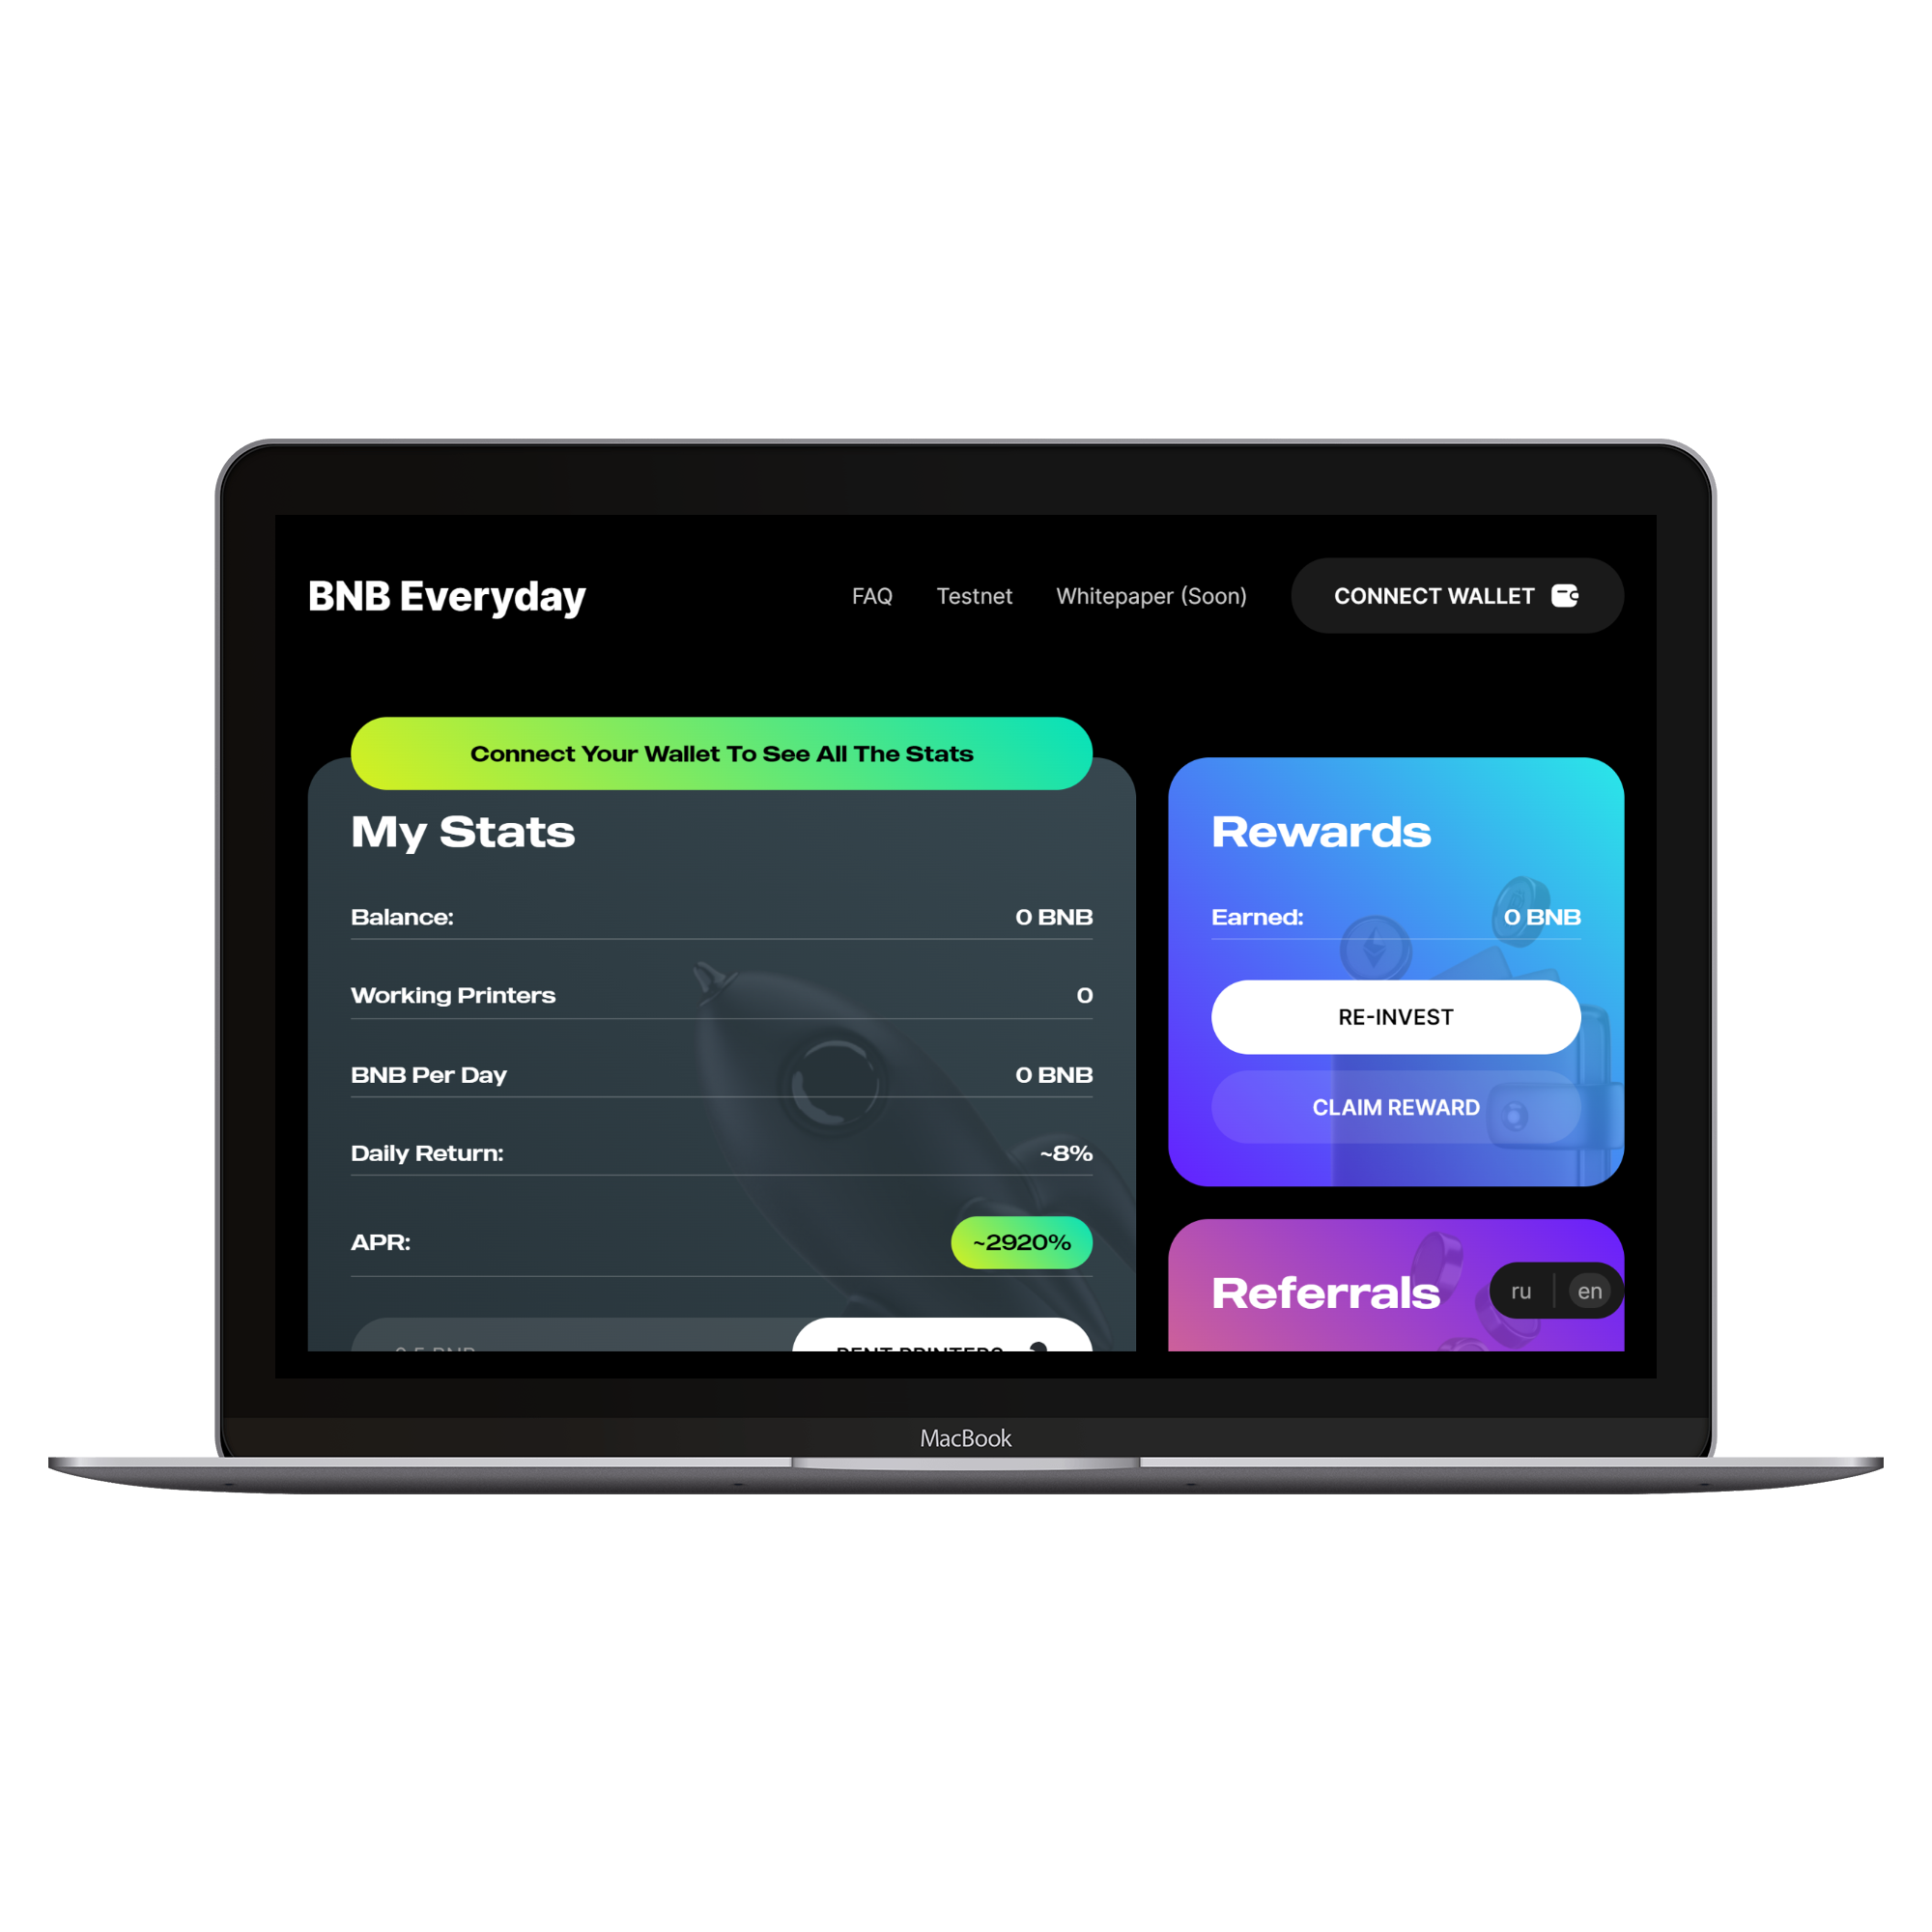 BNB Everyday
FAQ
Testnet
Whitepaper (Soon)
CONNECT WALLET
Connect Your Wallet To See All The Stats
My Stats
Balance: 0 BNB
Working Printers 0
BNB Per Day 0 BNB
Daily Return: ~8%
APR: ~2920%
RENT PRINTERS
Rewards
Earned: 0 BNB
RE-INVEST
CLAIM REWARD
Referrals
ru
en
MacBook